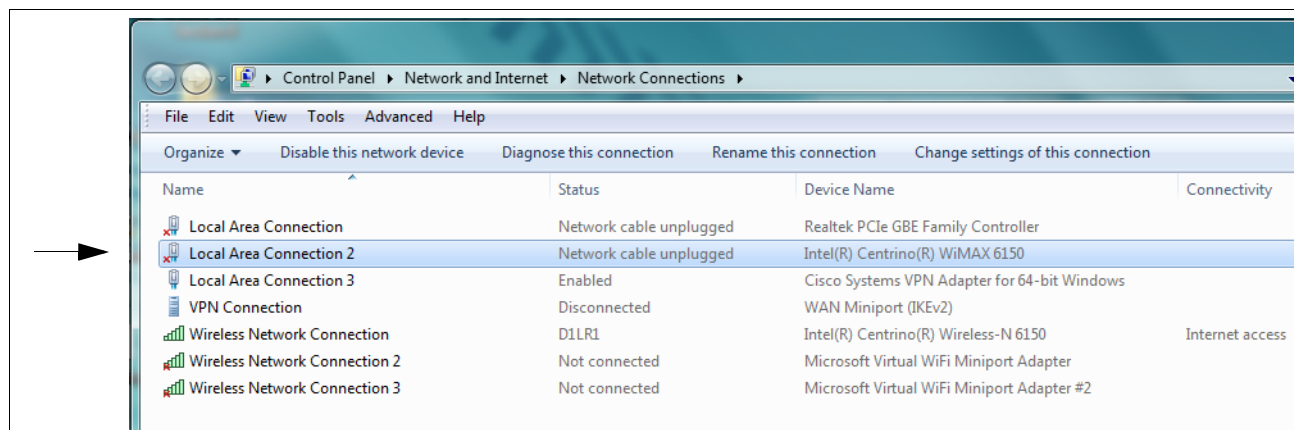 Control Panel Network and Internet Network Connections
File Edit View Tools Advanced Help
Organize Disable this network device Diagnose this connection Rename this connection Change settings of this connection
Name Status Device Name Connectivity
Local Area Connection Network cable unplugged Realtek PCIe GBE Family Controller
Local Area Connection 2 Network cable unplugged Intel(R) Centrino(R) WiMAX 6150
Local Area Connection 3 Enabled Cisco Systems VPN Adapter for 64-bit Windows
VPN Connection Disconnected WAN Miniport (IKEv2)
Wireless Network Connection D1LR1 Intel(R) Centrino(R) Wireless-N 6150 Internet access
Wireless Network Connection 2 Not connected Microsoft Virtual WiFi Miniport Adapter
Wireless Network Connection 3 Not connected Microsoft Virtual WiFi Miniport Adapter #2